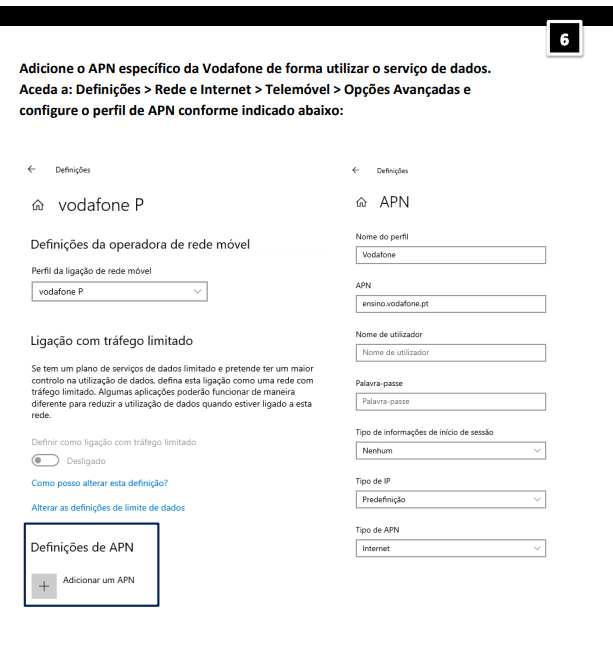 6
Adicione o APN específico da Vodafone de forma utilizar o serviço de dados.
Aceda a: Definições > Rede e Internet > Telemóvel > Opções Avançadas e
configure o perfil de APN conforme indicado abaixo:
← Definições
vodafone P
Definições da operadora de rede móvel
Perfil da ligação de rede móvel
vodafone P
Ligação com tráfego limitado
Se tem um plano de serviços de dados limitado e pretende ter um maior
controlo na utilização de dados, defina esta ligação como uma rede com
tráfego limitado. Algumas aplicações poderão funcionar de maneira
diferente para reduzir a utilização de dados quando estiver ligado a esta
rede.
Definir como ligação com tráfego limitado
Desligado
Como posso alterar esta definição?
Alterar as definições de limite de dados
Definições de APN
+ Adicionar um APN
← Definições
APN
Nome do perfil
Vodafone
APN
ensino.vodafone.pt
Nome de utilizador
Nome de utilizador
Palavra-passe
Palavra-passe
Tipo de informações de início de sessão
Nenhum
Tipo de IP
Predefinição
Tipo de APN
Internet